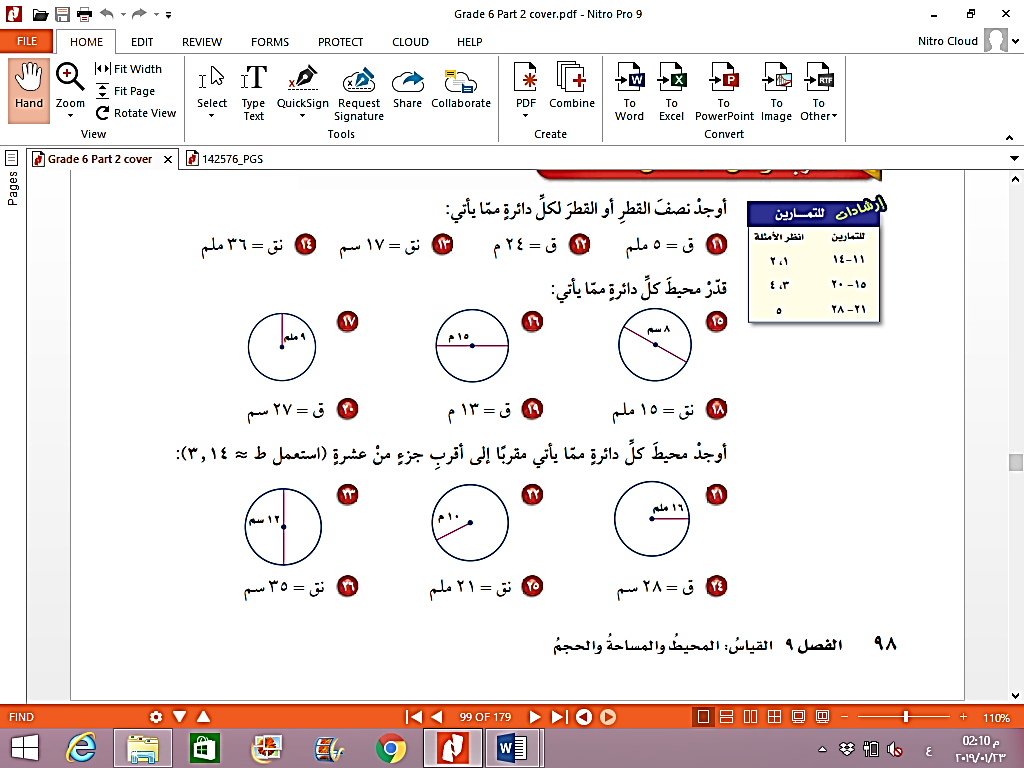 Grade 6 Part 2 cover.pdf - Nitro Pro 9
FILE HOME EDIT REVIEW FORMS PROTECT CLOUD HELP Nitro Cloud
Hand Zoom Fit Width Fit Page Rotate View
View
Select Type Text QuickSign Request Signature Share Collaborate
Tools
PDF Combine
Create
To Word To Excel To PowerPoint To Image To Other
Convert
Grade 6 Part 2 cover 142576_PGS
Pages
إرشادات للتمـــارين
للتمارين انظر الأمثلة
١١–١٤ ١، ٢
١٥– ٢٠ ٣، ٤
٢١– ٢٨ ٥
أوجدْ نصفَ القطرِ أو القطرَ لكلِّ دائرةٍ ممّا يأتي:
١١ ق = ٥ ملم ١٢ ق = ٢٤ م ١٣ نق = ١٧ سم ١٤ نق = ٣٦ ملم
قدّرْ محيطَ كلِّ دائرةٍ ممّا يأتي:
١٥ ٨ سم ١٦ ١٥ م ١٧ ٩ ملم
١٨ نق = ١٥ ملم ١٩ ق = ١٣ م ٢٠ ق = ٢٧ سم
أوجدْ محيطَ كلِّ دائرةٍ ممّا يأتي مقربًا إلى أقربِ جزءٍ منْ عشرةٍ (استعمل ط ≈ ٣,١٤):
٢١ ١٦ ملم ٢٢ ١٠ م ٢٣ ١٢ سم
٢٤ ق = ٢٨ سم ٢٥ نق = ٢١ ملم ٢٦ نق = ٣٥ سم
٩٨ الفصل ٩ القياسُ: المحيطُ والمساحةُ والحجمُ
FIND 99 OF 179 110%
ع
02:10 م
٢٠١٩/٠١/٢٣